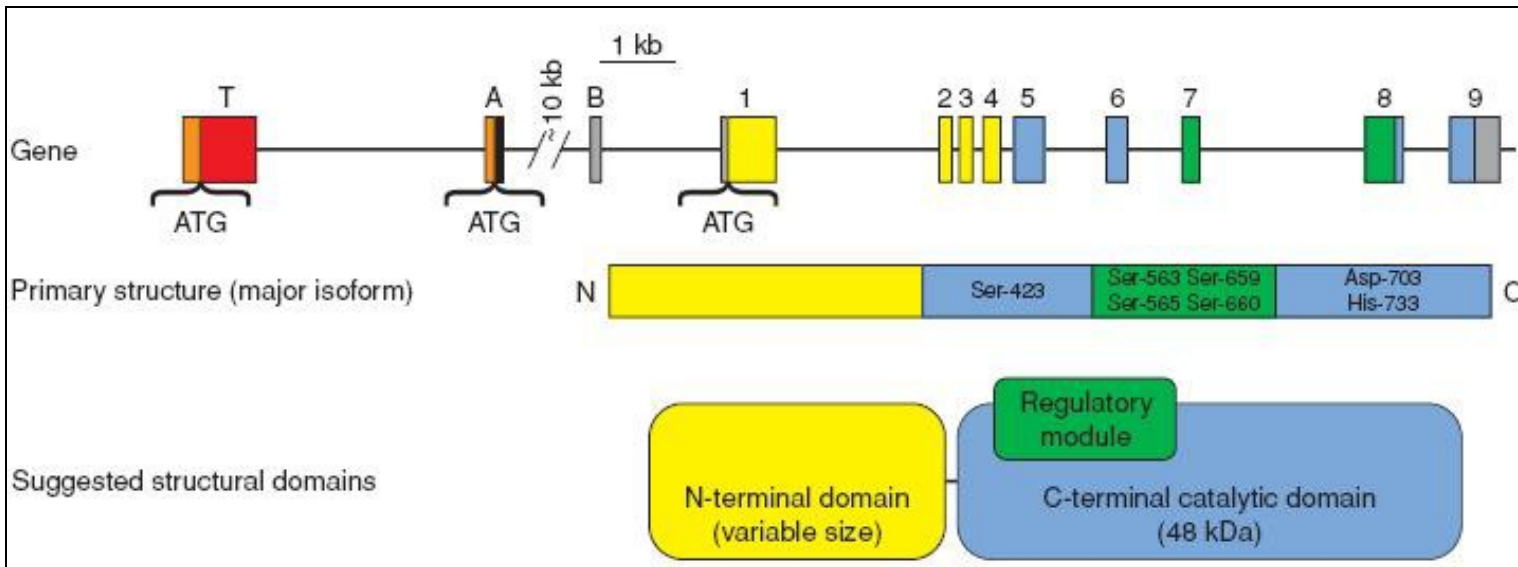 1 kb
T A ~10 kb B 1 2 3 4 5 6 7 8 9
Gene
ATG ATG ATG
Primary structure (major isoform) N Ser-423 Ser-563 Ser-659 Asp-703 C
Ser-565 Ser-660 His-733
Regulatory
module
Suggested structural domains
N-terminal domain C-terminal catalytic domain
(variable size) (48 kDa)